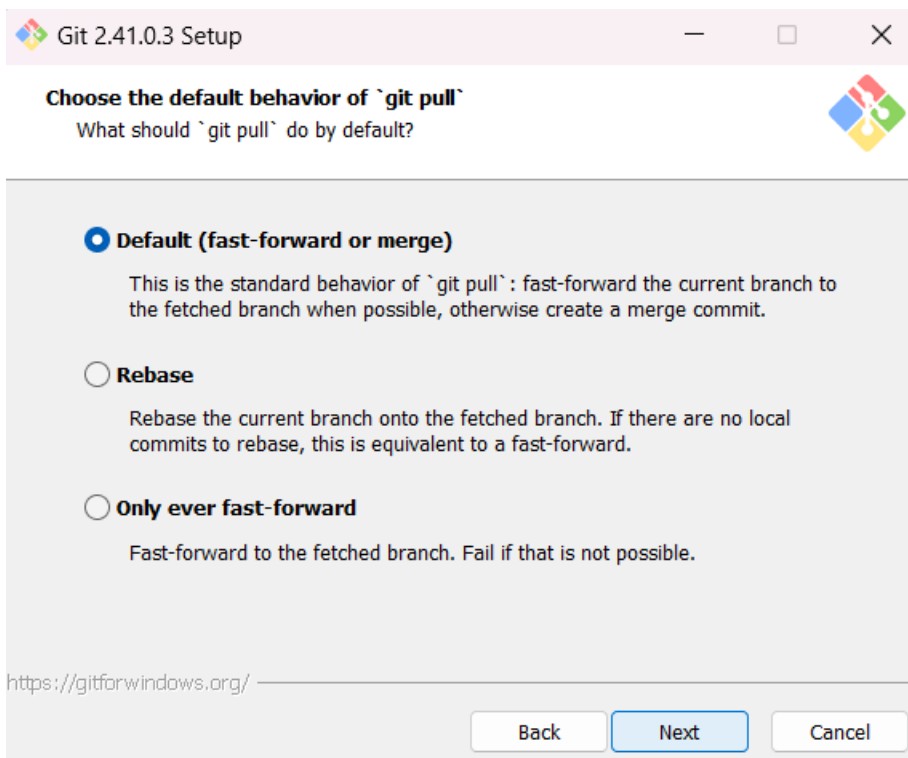 Git 2.41.0.3 Setup
Choose the default behavior of `git pull`
What should `git pull` do by default?
Default (fast-forward or merge)
This is the standard behavior of `git pull`: fast-forward the current branch to
the fetched branch when possible, otherwise create a merge commit.
Rebase
Rebase the current branch onto the fetched branch. If there are no local
commits to rebase, this is equivalent to a fast-forward.
Only ever fast-forward
Fast-forward to the fetched branch. Fail if that is not possible.
https://gitforwindows.org/
Back
Next
Cancel